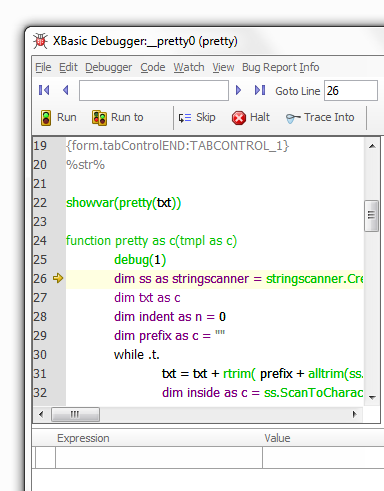 XBasic Debugger:__pretty0 (pretty)
File Edit Debugger Code Watch View Bug Report Info
Goto Line 26
Run Run to Skip Halt Trace Into
19 {form.tabControlEND:TABCONTROL_1}
20 %str%
21
22 showvar(pretty(txt))
23
24 function pretty as c(tmpl as c)
25 debug(1)
26 dim ss as stringscanner = stringscanner.Cre
27 dim txt as c
28 dim indent as n = 0
29 dim prefix as c = ""
30 while .t.
31 txt = txt + rtrim( prefix + alltrim(ss.
32 dim inside as c = ss.ScanToCharac
Expression Value